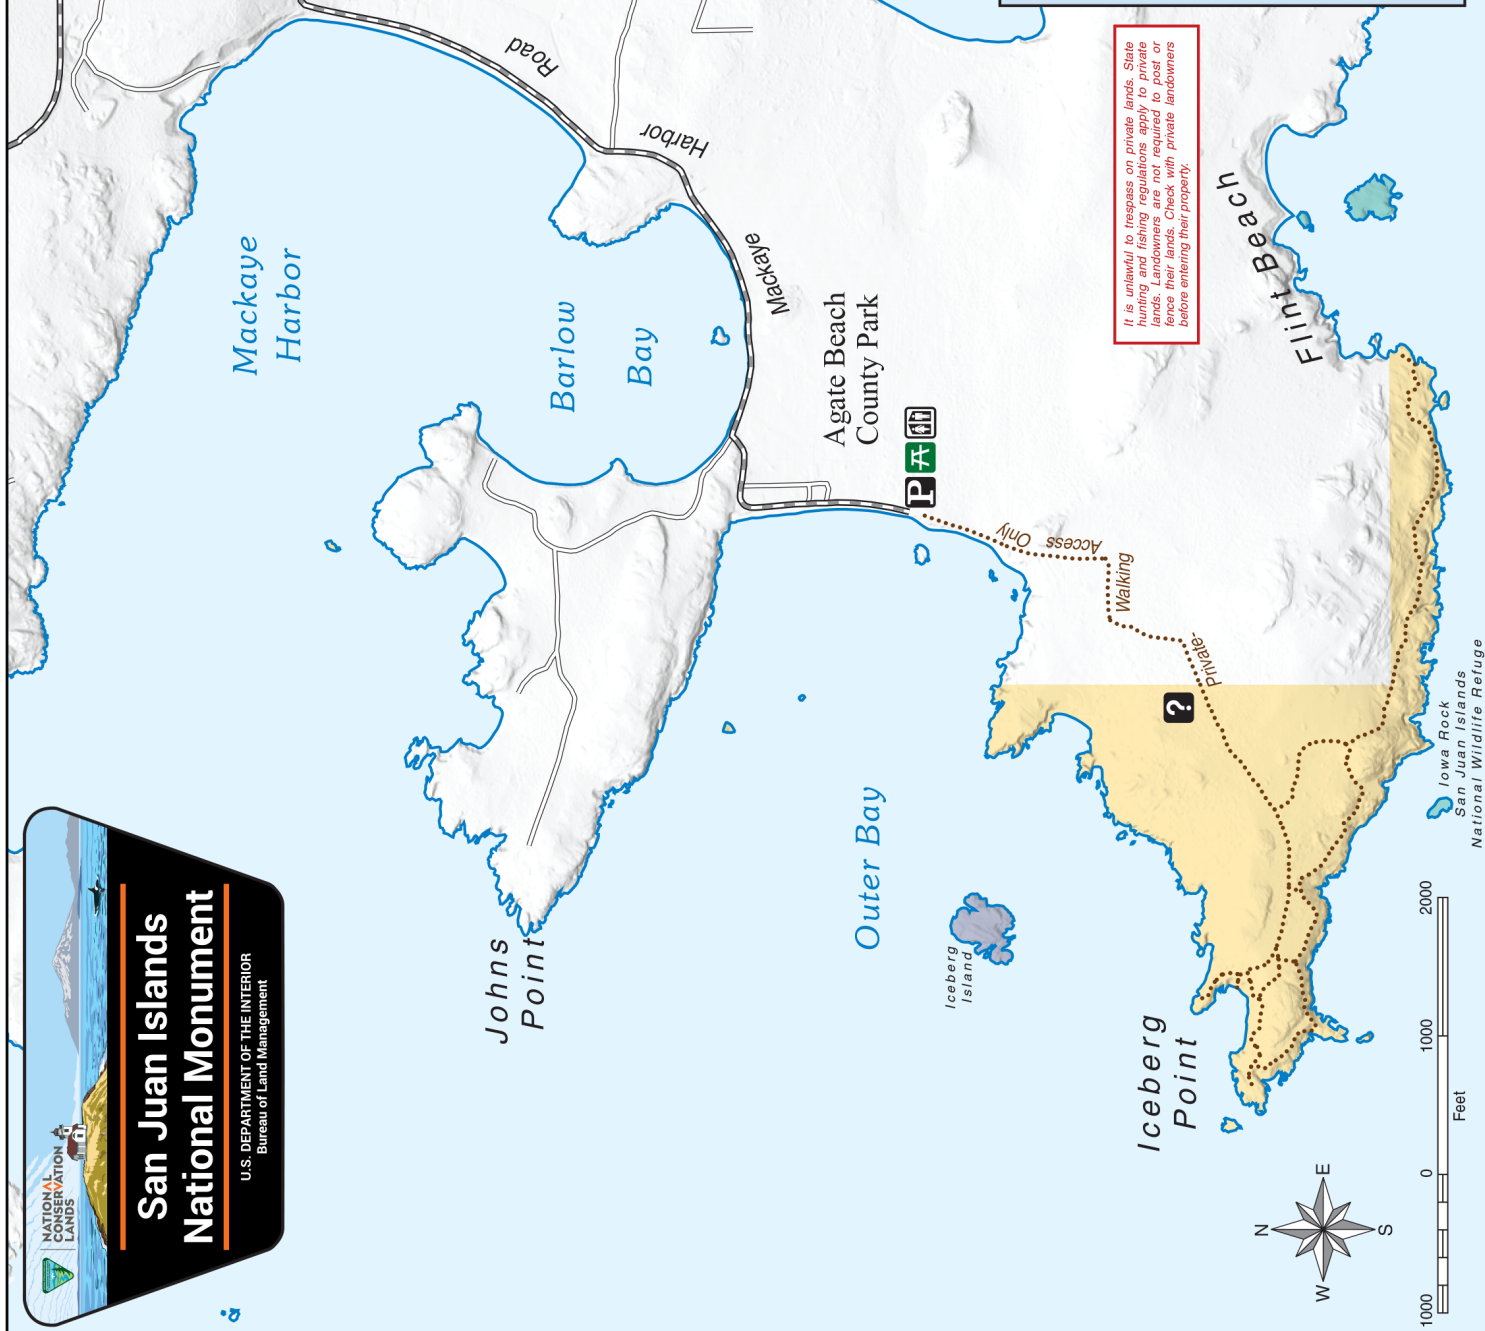 NATIONAL
CONSERVATION
LANDS
San Juan Islands
National Monument
U.S. DEPARTMENT OF THE INTERIOR
Bureau of Land Management
Mackaye
Harbor
Barlow
Bay
Road
Harbor
Mackaye
Agate Beach
County Park
P
It is unlawful to trespass on private lands. State
hunting and fishing regulations apply to private
lands. Landowners are not required to post or
fence their lands. Check with private landowners
before entering their property.
Flint Beach
Johns
Point
Outer Bay
Iceberg
Island
Private-
Walking
Access Only
?
Iceberg
Point
Iowa Rock
San Juan Islands
National Wildlife Refuge
N
E
S
W
1000 0 1000 2000
Feet